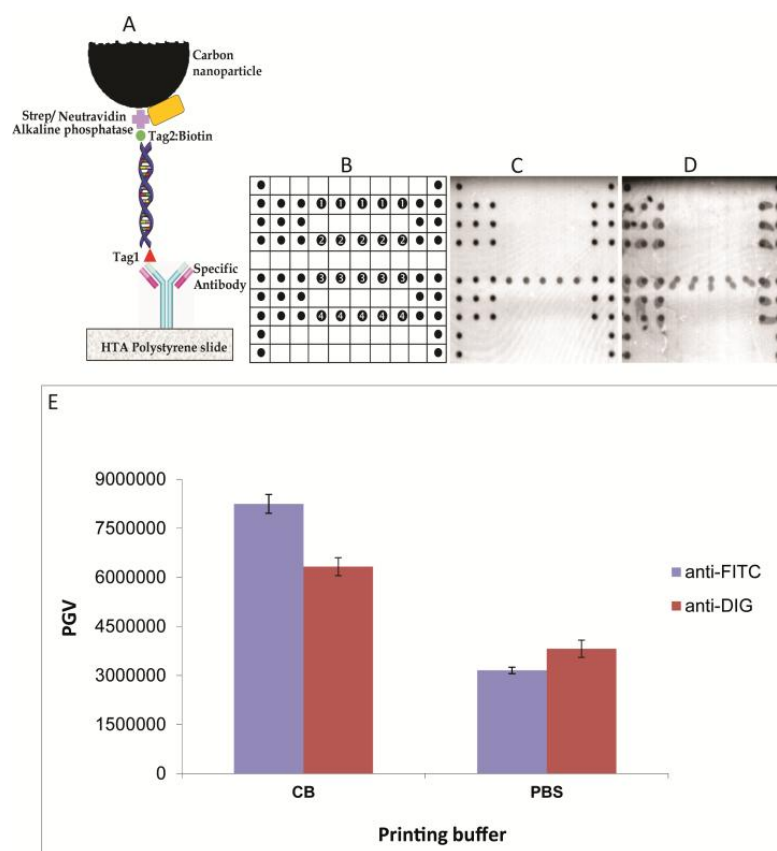 A
Carbon
nanoparticle
Strep/ Neutravidin
Alkaline phosphatase
Tag2:Biotin
Tag1
Specific
Antibody
HTA Polystyrene slide
B
1 1 1 1 1
2 2 2 2 2
3 3 3 3 3
4 4 4 4 4
C
D
E
9000000
7500000
6000000
4500000
3000000
1500000
0
PGV
CB
PBS
Printing buffer
anti-FITC
anti-DIG